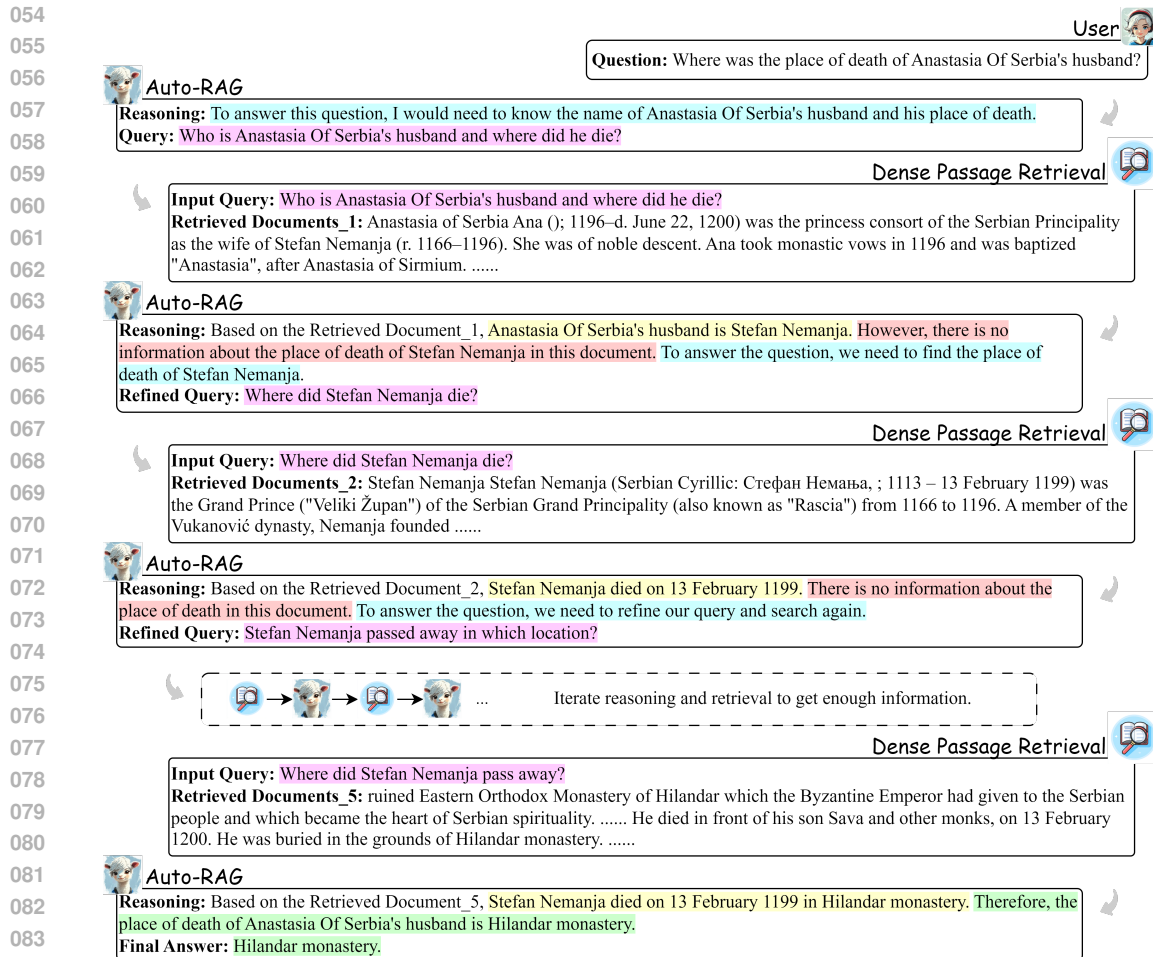 054
User
055
Question: Where was the place of death of Anastasia Of Serbia's husband?
056
Auto-RAG
057
Reasoning: To answer this question, I would need to know the name of Anastasia Of Serbia's husband and his place of death.
058
Query: Who is Anastasia Of Serbia's husband and where did he die?
059
Dense Passage Retrieval
060
Input Query: Who is Anastasia Of Serbia's husband and where did he die?
Retrieved Documents_1: Anastasia of Serbia Ana (); 1196–d. June 22, 1200) was the princess consort of the Serbian Principality
061
as the wife of Stefan Nemanja (r. 1166–1196). She was of noble descent. Ana took monastic vows in 1196 and was baptized
062
"Anastasia", after Anastasia of Sirmium. ......
063
Auto-RAG
064
Reasoning: Based on the Retrieved Document_1, Anastasia Of Serbia's husband is Stefan Nemanja. However, there is no
information about the place of death of Stefan Nemanja in this document. To answer the question, we need to find the place of
065
death of Stefan Nemanja.
066
Refined Query: Where did Stefan Nemanja die?
067
Dense Passage Retrieval
068
Input Query: Where did Stefan Nemanja die?
Retrieved Documents_2: Stefan Nemanja Stefan Nemanja (Serbian Cyrillic: Стефан Немања, ; 1113 – 13 February 1199) was
069
the Grand Prince ("Veliki Župan") of the Serbian Grand Principality (also known as "Rascia") from 1166 to 1196. A member of the
070
Vukanović dynasty, Nemanja founded ......
071
Auto-RAG
072
Reasoning: Based on the Retrieved Document_2, Stefan Nemanja died on 13 February 1199. There is no information about the
place of death in this document. To answer the question, we need to refine our query and search again.
073
Refined Query: Stefan Nemanja passed away in which location?
074
075
... Iterate reasoning and retrieval to get enough information.
076
077
Dense Passage Retrieval
078
Input Query: Where did Stefan Nemanja pass away?
Retrieved Documents_5: ruined Eastern Orthodox Monastery of Hilandar which the Byzantine Emperor had given to the Serbian
079
people and which became the heart of Serbian spirituality. ...... He died in front of his son Sava and other monks, on 13 February
080
1200. He was buried in the grounds of Hilandar monastery. ......
081
Auto-RAG
082
Reasoning: Based on the Retrieved Document_5, Stefan Nemanja died on 13 February 1199 in Hilandar monastery. Therefore, the
place of death of Anastasia Of Serbia's husband is Hilandar monastery.
083
Final Answer: Hilandar monastery.